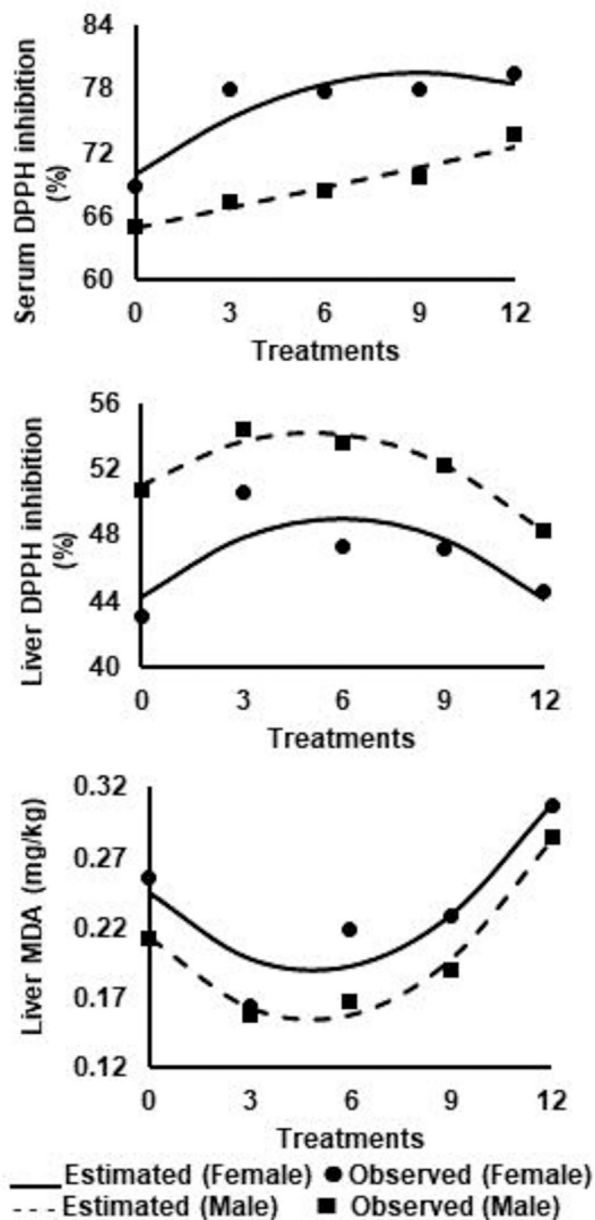 84
78
72
66
60
Serum DPPH inhibition
(%)
0 3 6 9 12
Treatments
56
52
48
44
40
Liver DPPH inhibition
(%)
0 3 6 9 12
Treatments
0.32
0.27
0.22
0.17
0.12
Liver MDA (mg/kg)
0 3 6 9 12
Treatments
Estimated (Female) Observed (Female)
Estimated (Male) Observed (Male)